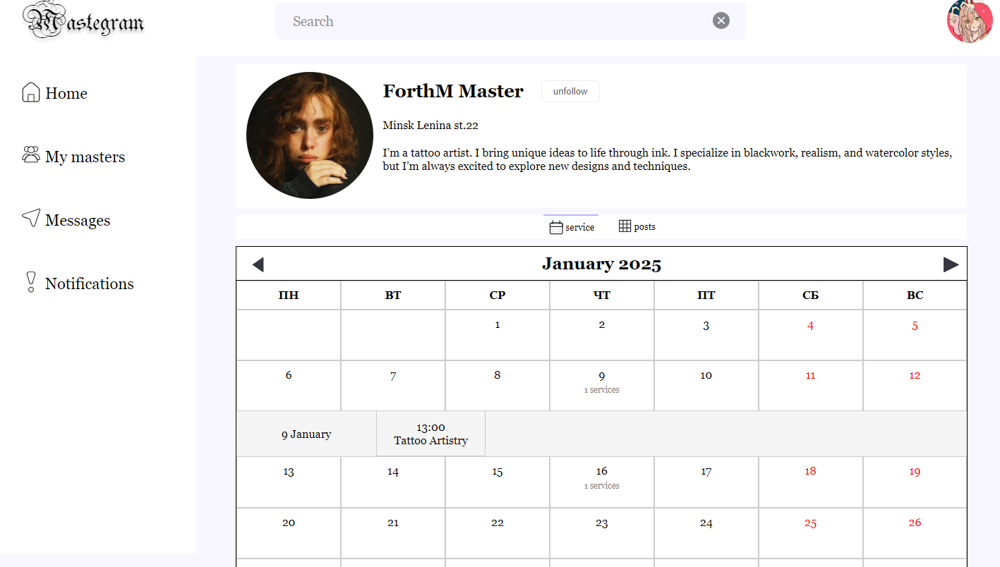 Mastegram
Search
Home
My masters
Messages
Notifications
ForthM Master
unfollow
Minsk Lenina st.22
I’m a tattoo artist. I bring unique ideas to life through ink. I specialize in blackwork, realism, and watercolor styles,
but I’m always excited to explore new designs and techniques.
service
posts
January 2025
ПН ВТ СР ЧТ ПТ СБ ВС
1 2 3 4 5
6 7 8 9 10 11 12
1 services
9 January
13:00
Tattoo Artistry
13 14 15 16 17 18 19
1 services
20 21 22 23 24 25 26